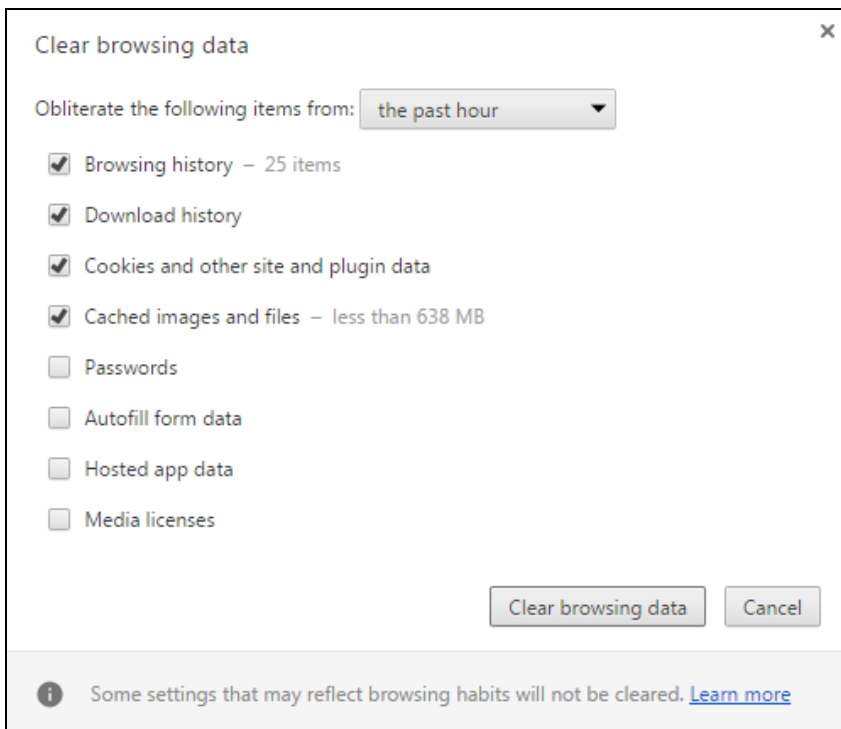 Clear browsing data
Obliterate the following items from: the past hour
Browsing history – 25 items
Download history
Cookies and other site and plugin data
Cached images and files – less than 638 MB
Passwords
Autofill form data
Hosted app data
Media licenses
Clear browsing data Cancel
Some settings that may reflect browsing habits will not be cleared. Learn more